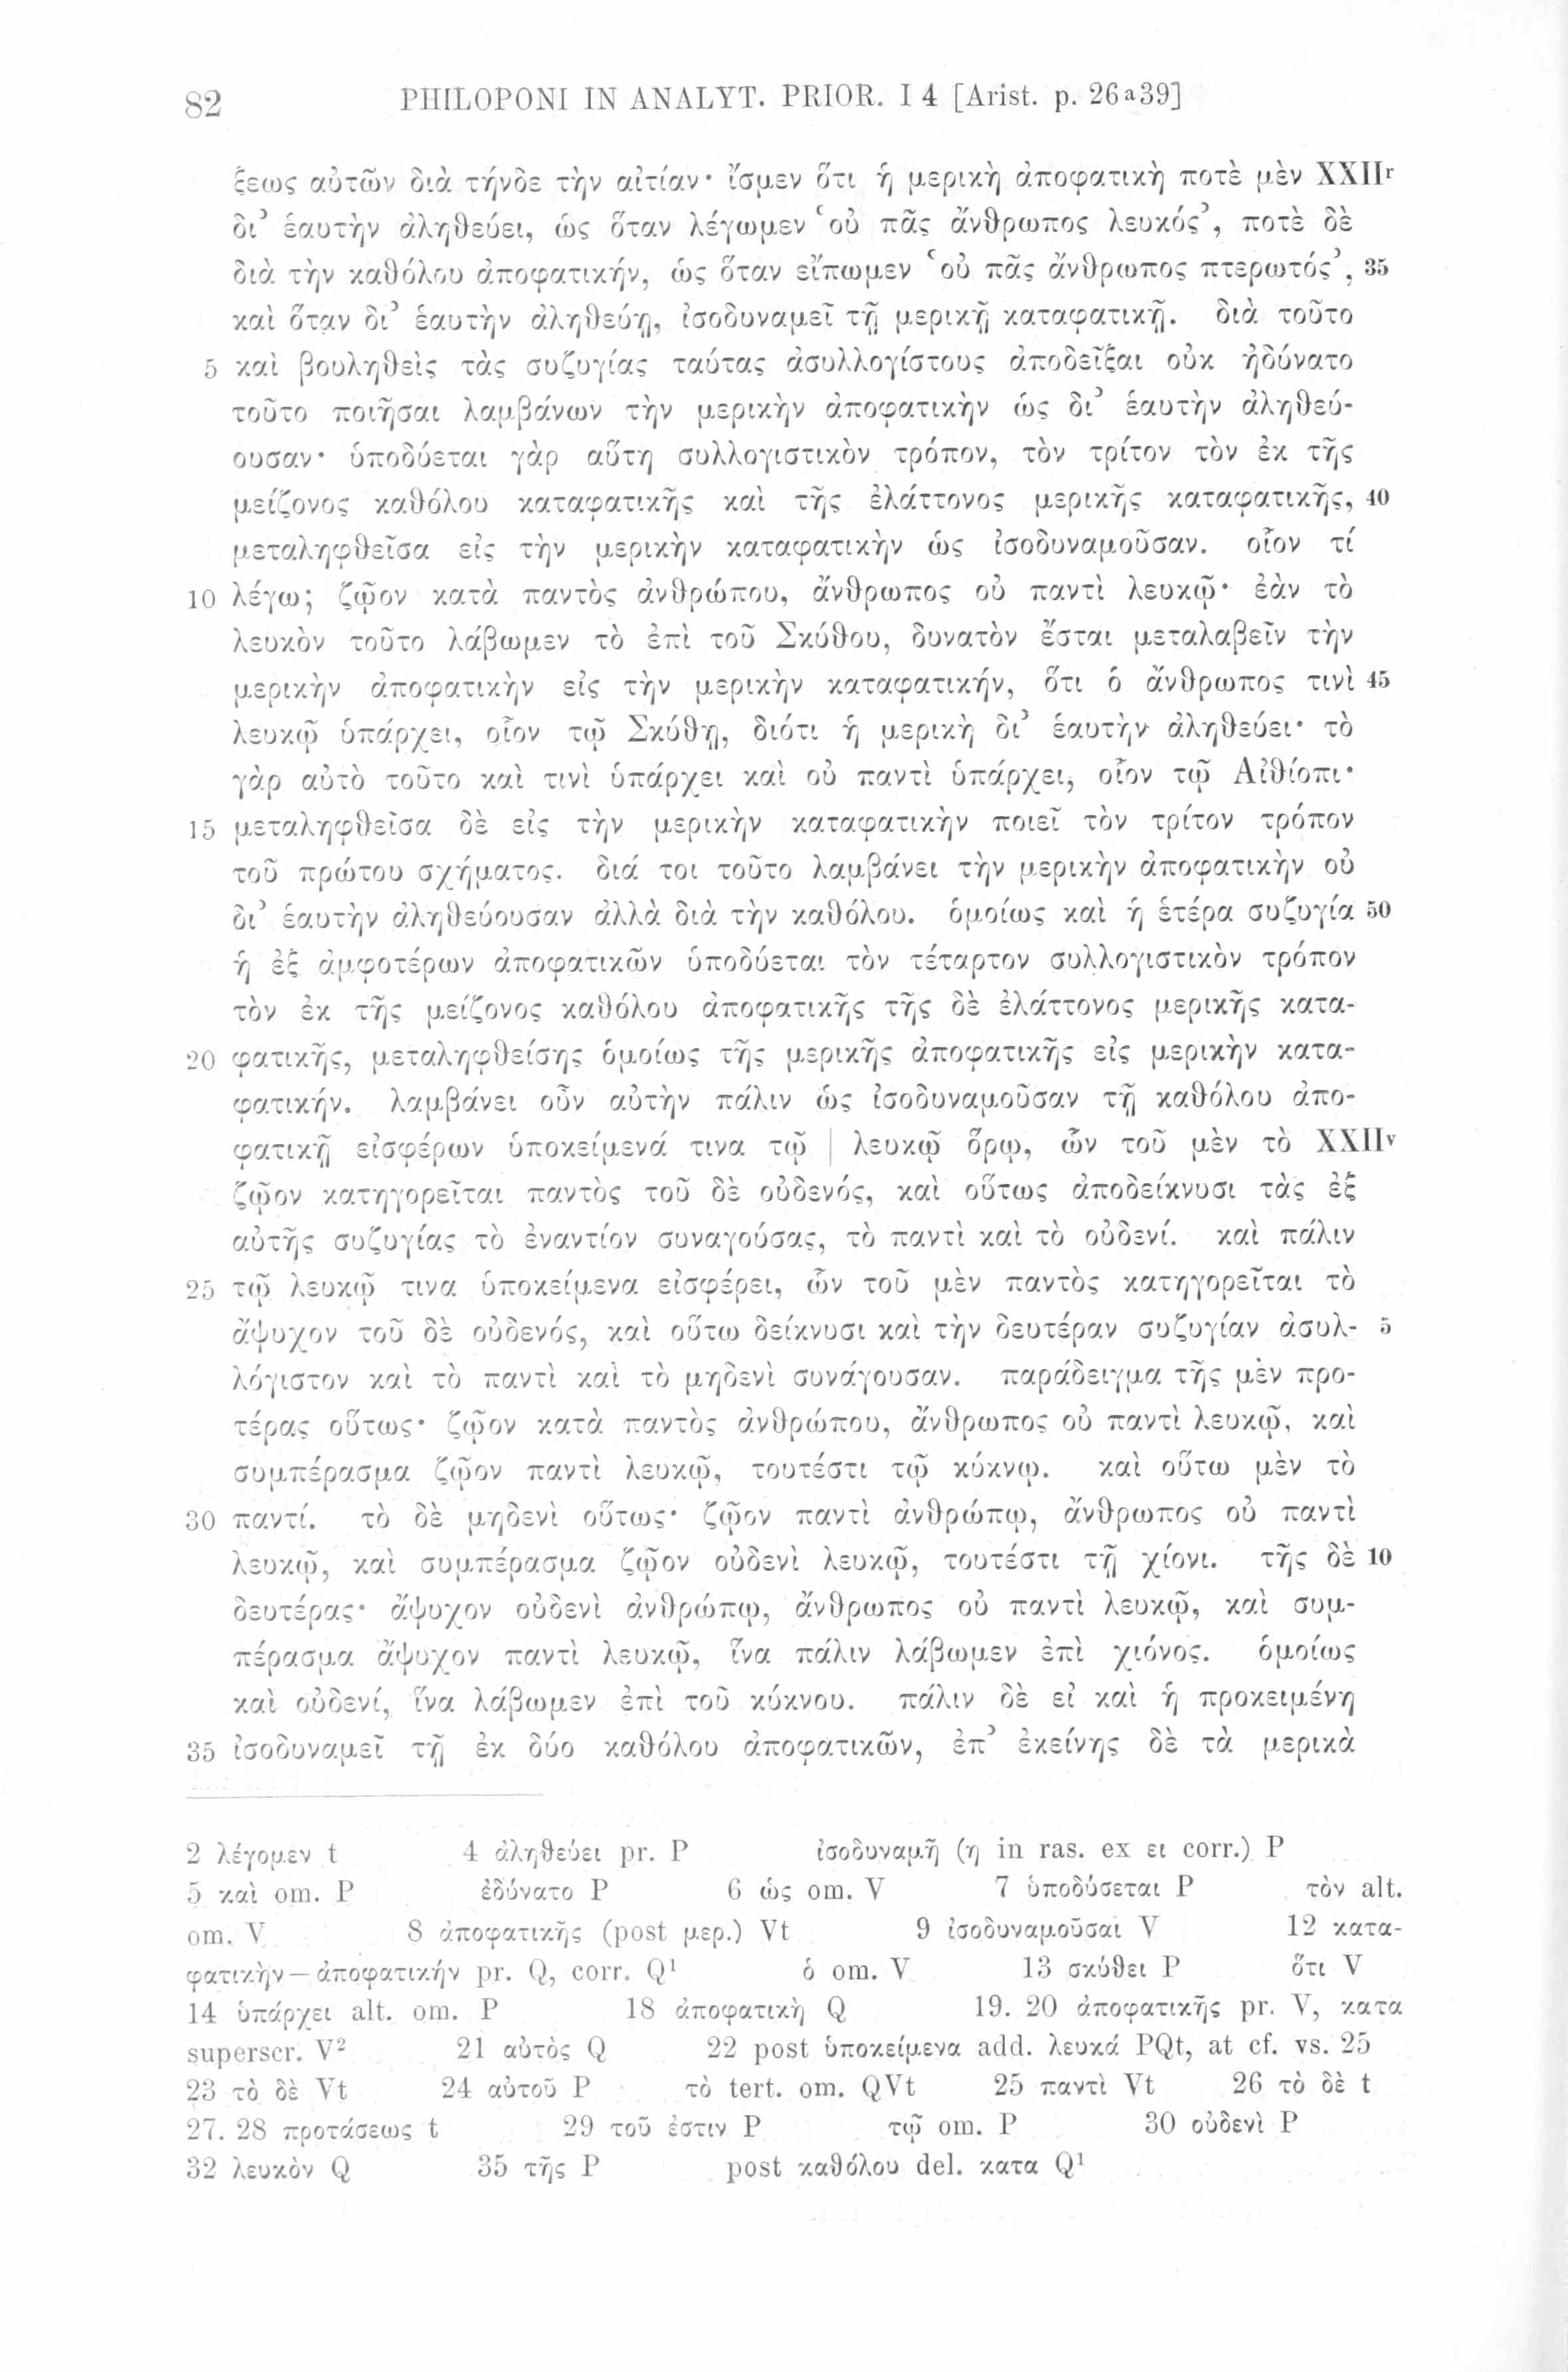 82 PHILOPONI IN ANALYT. PRIOR. I 4 [Arist. p. 26a39]
ξεως αὐτῶν διὰ τήνδε τὴν αἰτίαν· ἴσμεν ὅτι ἡ μερικὴ ἀποφατικὴ ποτὲ μὲν XXIIr
δι’ ἑαυτὴν ἀληθεύει, ὡς ὅταν λέγωμεν ‘οὐ πᾶς ἄνθρωπος λευκός’, ποτὲ δὲ
διὰ τὴν καθόλου ἀποφατικήν, ὡς ὅταν εἴπωμεν ‘οὐ πᾶς ἄνθρωπος πτερωτός’, 35
καὶ ὅταν δι’ ἑαυτὴν ἀληθεύῃ, ἰσοδυναμεῖ τῇ μερικῇ καταφατικῇ. διὰ τοῦτο
5 καὶ βουληθεὶς τὰς συζυγίας ταύτας ἀσυλλογίστους ἀποδεῖξαι οὐκ ἠδύνατο
τοῦτο ποιῆσαι λαμβάνων τὴν μερικὴν ἀποφατικὴν ὡς δι’ ἑαυτὴν ἀληθεύ-
ουσαν· ὑποδύεται γὰρ αὕτη συλλογιστικὸν τρόπον, τὸν τρίτον τὸν ἐκ τῆς
μείζονος καθόλου καταφατικῆς καὶ τῆς ἐλάττονος μερικῆς καταφατικῆς, 40
μεταληφθεῖσα εἰς τὴν μερικὴν καταφατικὴν ὡς ἰσοδυναμοῦσαν. οἷον τί
10 λέγω; ζῷον κατὰ παντὸς ἀνθρώπου, ἄνθρωπος οὐ παντὶ λευκῷ· ἐὰν τὸ
λευκὸν τοῦτο λάβωμεν τὸ ἐπὶ τοῦ Σκύθου, δυνατὸν ἔσται μεταλαβεῖν τὴν
μερικὴν ἀποφατικὴν εἰς τὴν μερικὴν καταφατικήν, ὅτι ὁ ἄνθρωπος τινὶ 45
λευκῷ ὑπάρχει, οἷον τῷ Σκύθῃ, διότι ἡ μερικὴ δι’ ἑαυτὴν ἀληθεύει· τὸ
γὰρ αὐτὸ τοῦτο καὶ τινὶ ὑπάρχει καὶ οὐ παντὶ ὑπάρχει, οἷον τῷ Αἰθίοπι·
15 μεταληφθεῖσα δὲ εἰς τὴν μερικὴν καταφατικὴν ποιεῖ τὸν τρίτον τρόπον
τοῦ πρώτου σχήματος. διά τοι τοῦτο λαμβάνει τὴν μερικὴν ἀποφατικὴν οὐ
δι’ ἑαυτὴν ἀληθεύουσαν ἀλλὰ διὰ τὴν καθόλου. ὁμοίως καὶ ἡ ἑτέρα συζυγία 50
ἡ ἐξ ἀμφοτέρων ἀποφατικῶν ὑποδύεται τὸν τέταρτον συλλογιστικὸν τρόπον
τὸν ἐκ τῆς μείζονος καθόλου ἀποφατικῆς τῆς δὲ ἐλάττονος μερικῆς κατα-
20 φατικῆς, μεταληφθείσης ὁμοίως τῆς μερικῆς ἀποφατικῆς εἰς μερικὴν κατα-
φατικήν. λαμβάνει οὖν αὐτὴν πάλιν ὡς ἰσοδυναμοῦσαν τῇ καθόλου ἀπο-
φατικῇ εἰσφέρων ὑποκείμενά τινα τῷ | λευκῷ ὅρῳ, ὧν τοῦ μὲν τὸ XXIIv
ζῷον κατηγορεῖται παντὸς τοῦ δὲ οὐδενός, καὶ οὕτως ἀποδείκνυσι τὰς ἐξ
αὐτῆς συζυγίας τὸ ἐναντίον συναγούσας, τὸ παντὶ καὶ τὸ οὐδενί. καὶ πάλιν
25 τῷ λευκῷ τινα ὑποκείμενα εἰσφέρει, ὧν τοῦ μὲν παντὸς κατηγορεῖται τὸ
ἄψυχον τοῦ δὲ οὐδενός, καὶ οὕτω δείκνυσι καὶ τὴν δευτέραν συζυγίαν ἀσυλ- 5
λόγιστον καὶ τὸ παντὶ καὶ τὸ μηδενὶ συνάγουσαν. παράδειγμα τῆς μὲν προ-
τέρας οὕτως· ζῷον κατὰ παντὸς ἀνθρώπου, ἄνθρωπος οὐ παντὶ λευκῷ, καὶ
συμπέρασμα ζῷον παντὶ λευκῷ, τουτέστι τῷ κύκνῳ. καὶ οὕτω μὲν τὸ
30 παντί. τὸ δὲ μηδενὶ οὕτως· ζῷον παντὶ ἀνθρώπῳ, ἄνθρωπος οὐ παντὶ
λευκῷ, καὶ συμπέρασμα ζῷον οὐδενὶ λευκῷ, τουτέστι τῇ χίονι. τῆς δὲ 10
δευτέρας· ἄψυχον οὐδενὶ ἀνθρώπῳ, ἄνθρωπος οὐ παντὶ λευκῷ, καὶ συμ-
πέρασμα ἄψυχον παντὶ λευκῷ, ἵνα πάλιν λάβωμεν ἐπὶ χιόνος. ὁμοίως
καὶ οὐδενί, ἵνα λάβωμεν ἐπὶ τοῦ κύκνου. πάλιν δὲ εἰ καὶ ἡ προκειμένη
35 ἰσοδυναμεῖ τῇ ἐκ δύο καθόλου ἀποφατικῶν, ἐπ’ ἐκείνης δὲ τὰ μερικὰ
2 λέγομεν t 4 ἀληθεύει pr. P ἰσοδυναμῆ (η in ras. ex ει corr.) P
5 καὶ om. P ἐδύνατο P 6 ὡς om. V 7 ὑποδύσεται P τὸν alt.
om. V 8 ἀποφατικῆς (post μερ.) Vt 9 ἰσοδυναμοῦσαι V 12 κατα-
φατικὴν—ἀποφατικήν pr. Q, corr. Q¹ ὁ om. V 13 σκύθει P ὅτι V
14 ὑπάρχει alt. om. P 18 ἀποφατικὴ Q 19. 20 ἀποφατικῆς pr. V, κατα
superscr. V² 21 αὐτὸς Q 22 post ὑποκείμενα add. λευκά PQt, at cf. vs. 25
23 τὸ δὲ Vt 24 αὐτοῦ P τὸ tert. om. QVt 25 παντὶ Vt 26 τὸ δὲ t
27. 28 προτάσεως t 29 τοῦ ἐστιν P τῷ om. P 30 οὐδενὶ P
32 λευκὸν Q 35 τῆς P post καθόλου del. κατα Q¹